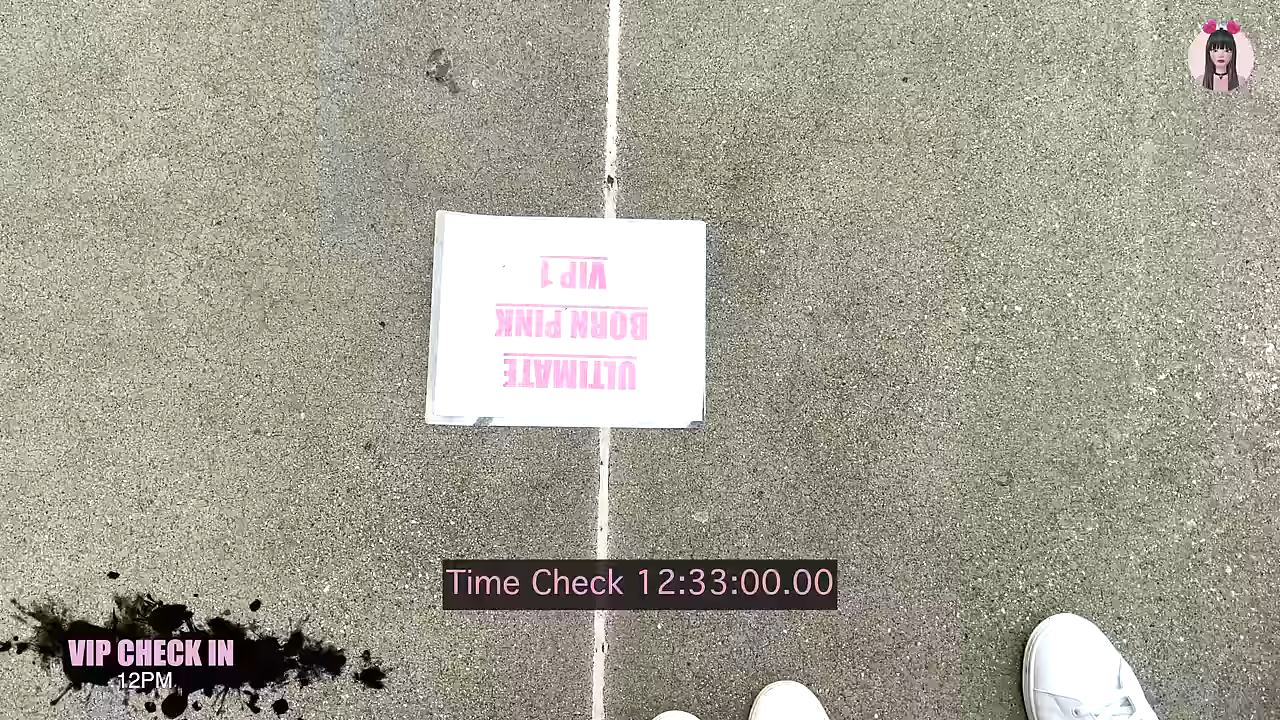 ULTIMATE
BORN PINK
VIP 1
Time Check 12:33:00.00
VIP CHECK IN
12PM